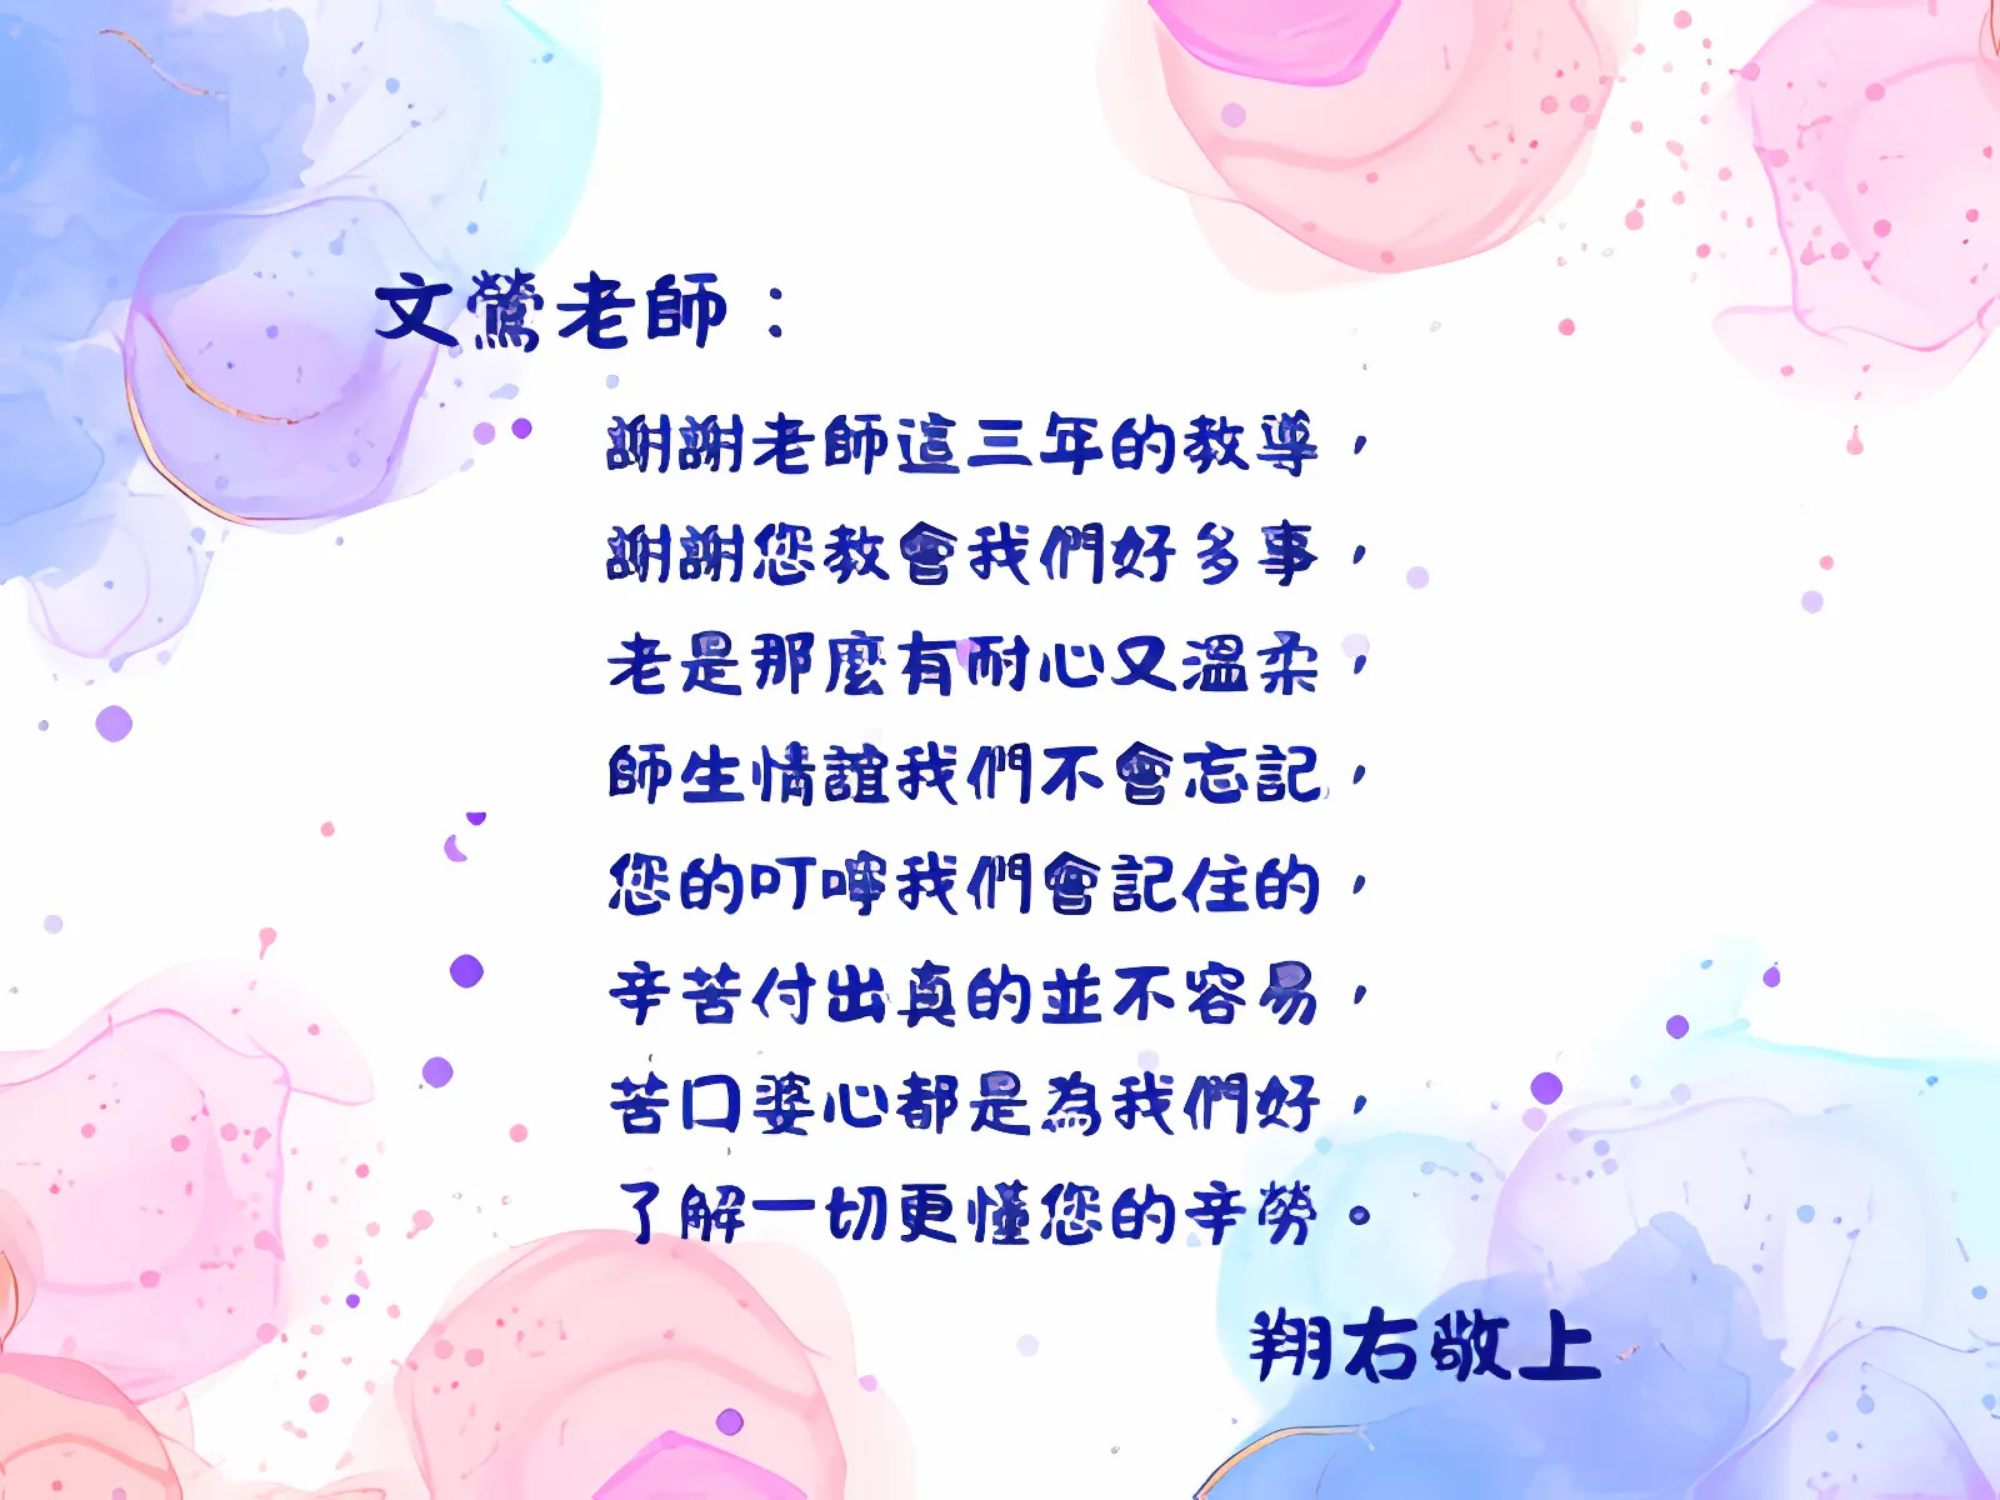 文鶯老師：
謝謝老師這三年的教導，
謝謝您教會我們好多事，
老是那麼有耐心又溫柔，
師生情誼我們不會忘記，
您的叮嚀我們會記住的，
辛苦付出真的並不容易，
苦口婆心都是為我們好，
了解一切更懂您的辛勞。
翔右敬上